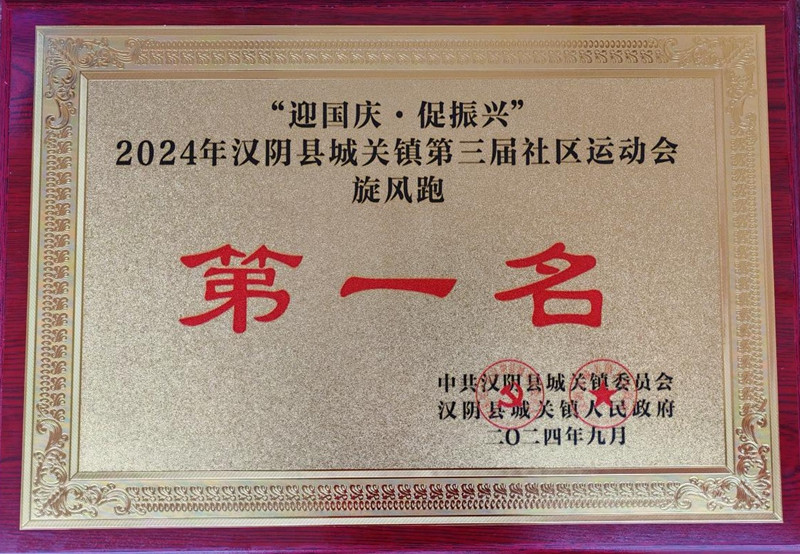 “迎国庆·促振兴”
2024年汉阴县城关镇第三届社区运动会
旋风跑
第一名
中共汉阴县城关镇委员会
汉阴县城关镇人民政府
二〇二四年九月